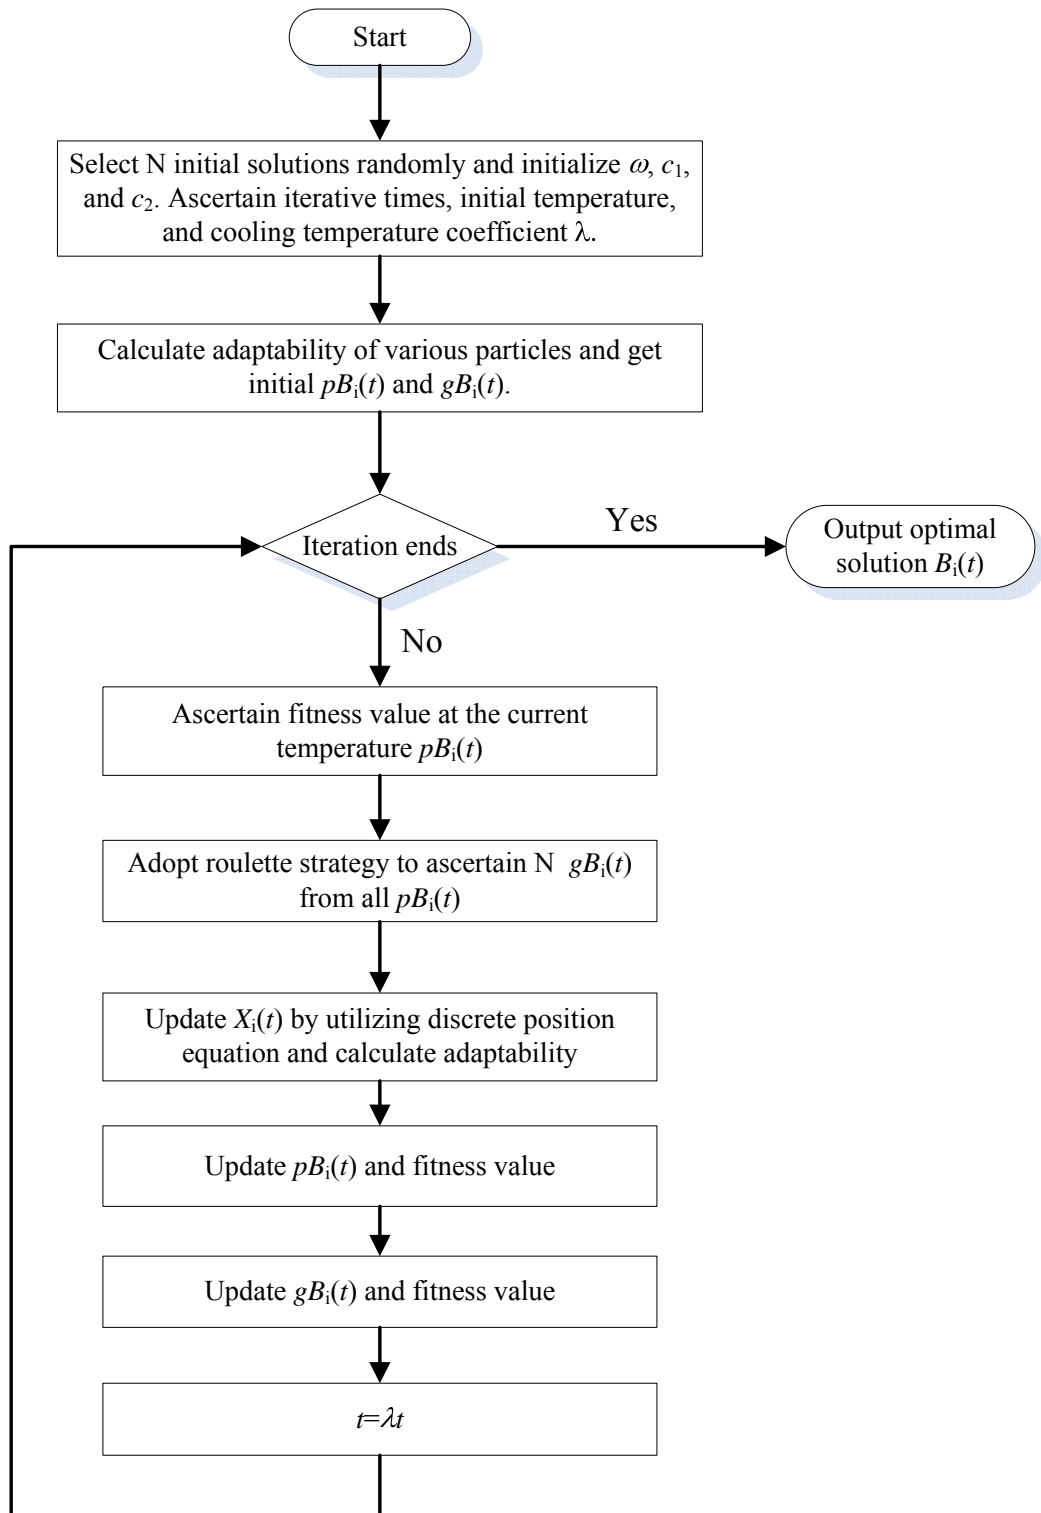 Start
Select N initial solutions randomly and initialize ω, c₁,
and c₂. Ascertain iterative times, initial temperature,
and cooling temperature coefficient λ.
Calculate adaptability of various particles and get
initial pBᵢ(t) and gBᵢ(t).
Iteration ends
Yes
Output optimal
solution Bᵢ(t)
No
Ascertain fitness value at the current
temperature pBᵢ(t)
Adopt roulette strategy to ascertain N gBᵢ(t)
from all pBᵢ(t)
Update Xᵢ(t) by utilizing discrete position
equation and calculate adaptability
Update pBᵢ(t) and fitness value
Update gBᵢ(t) and fitness value
t=λt